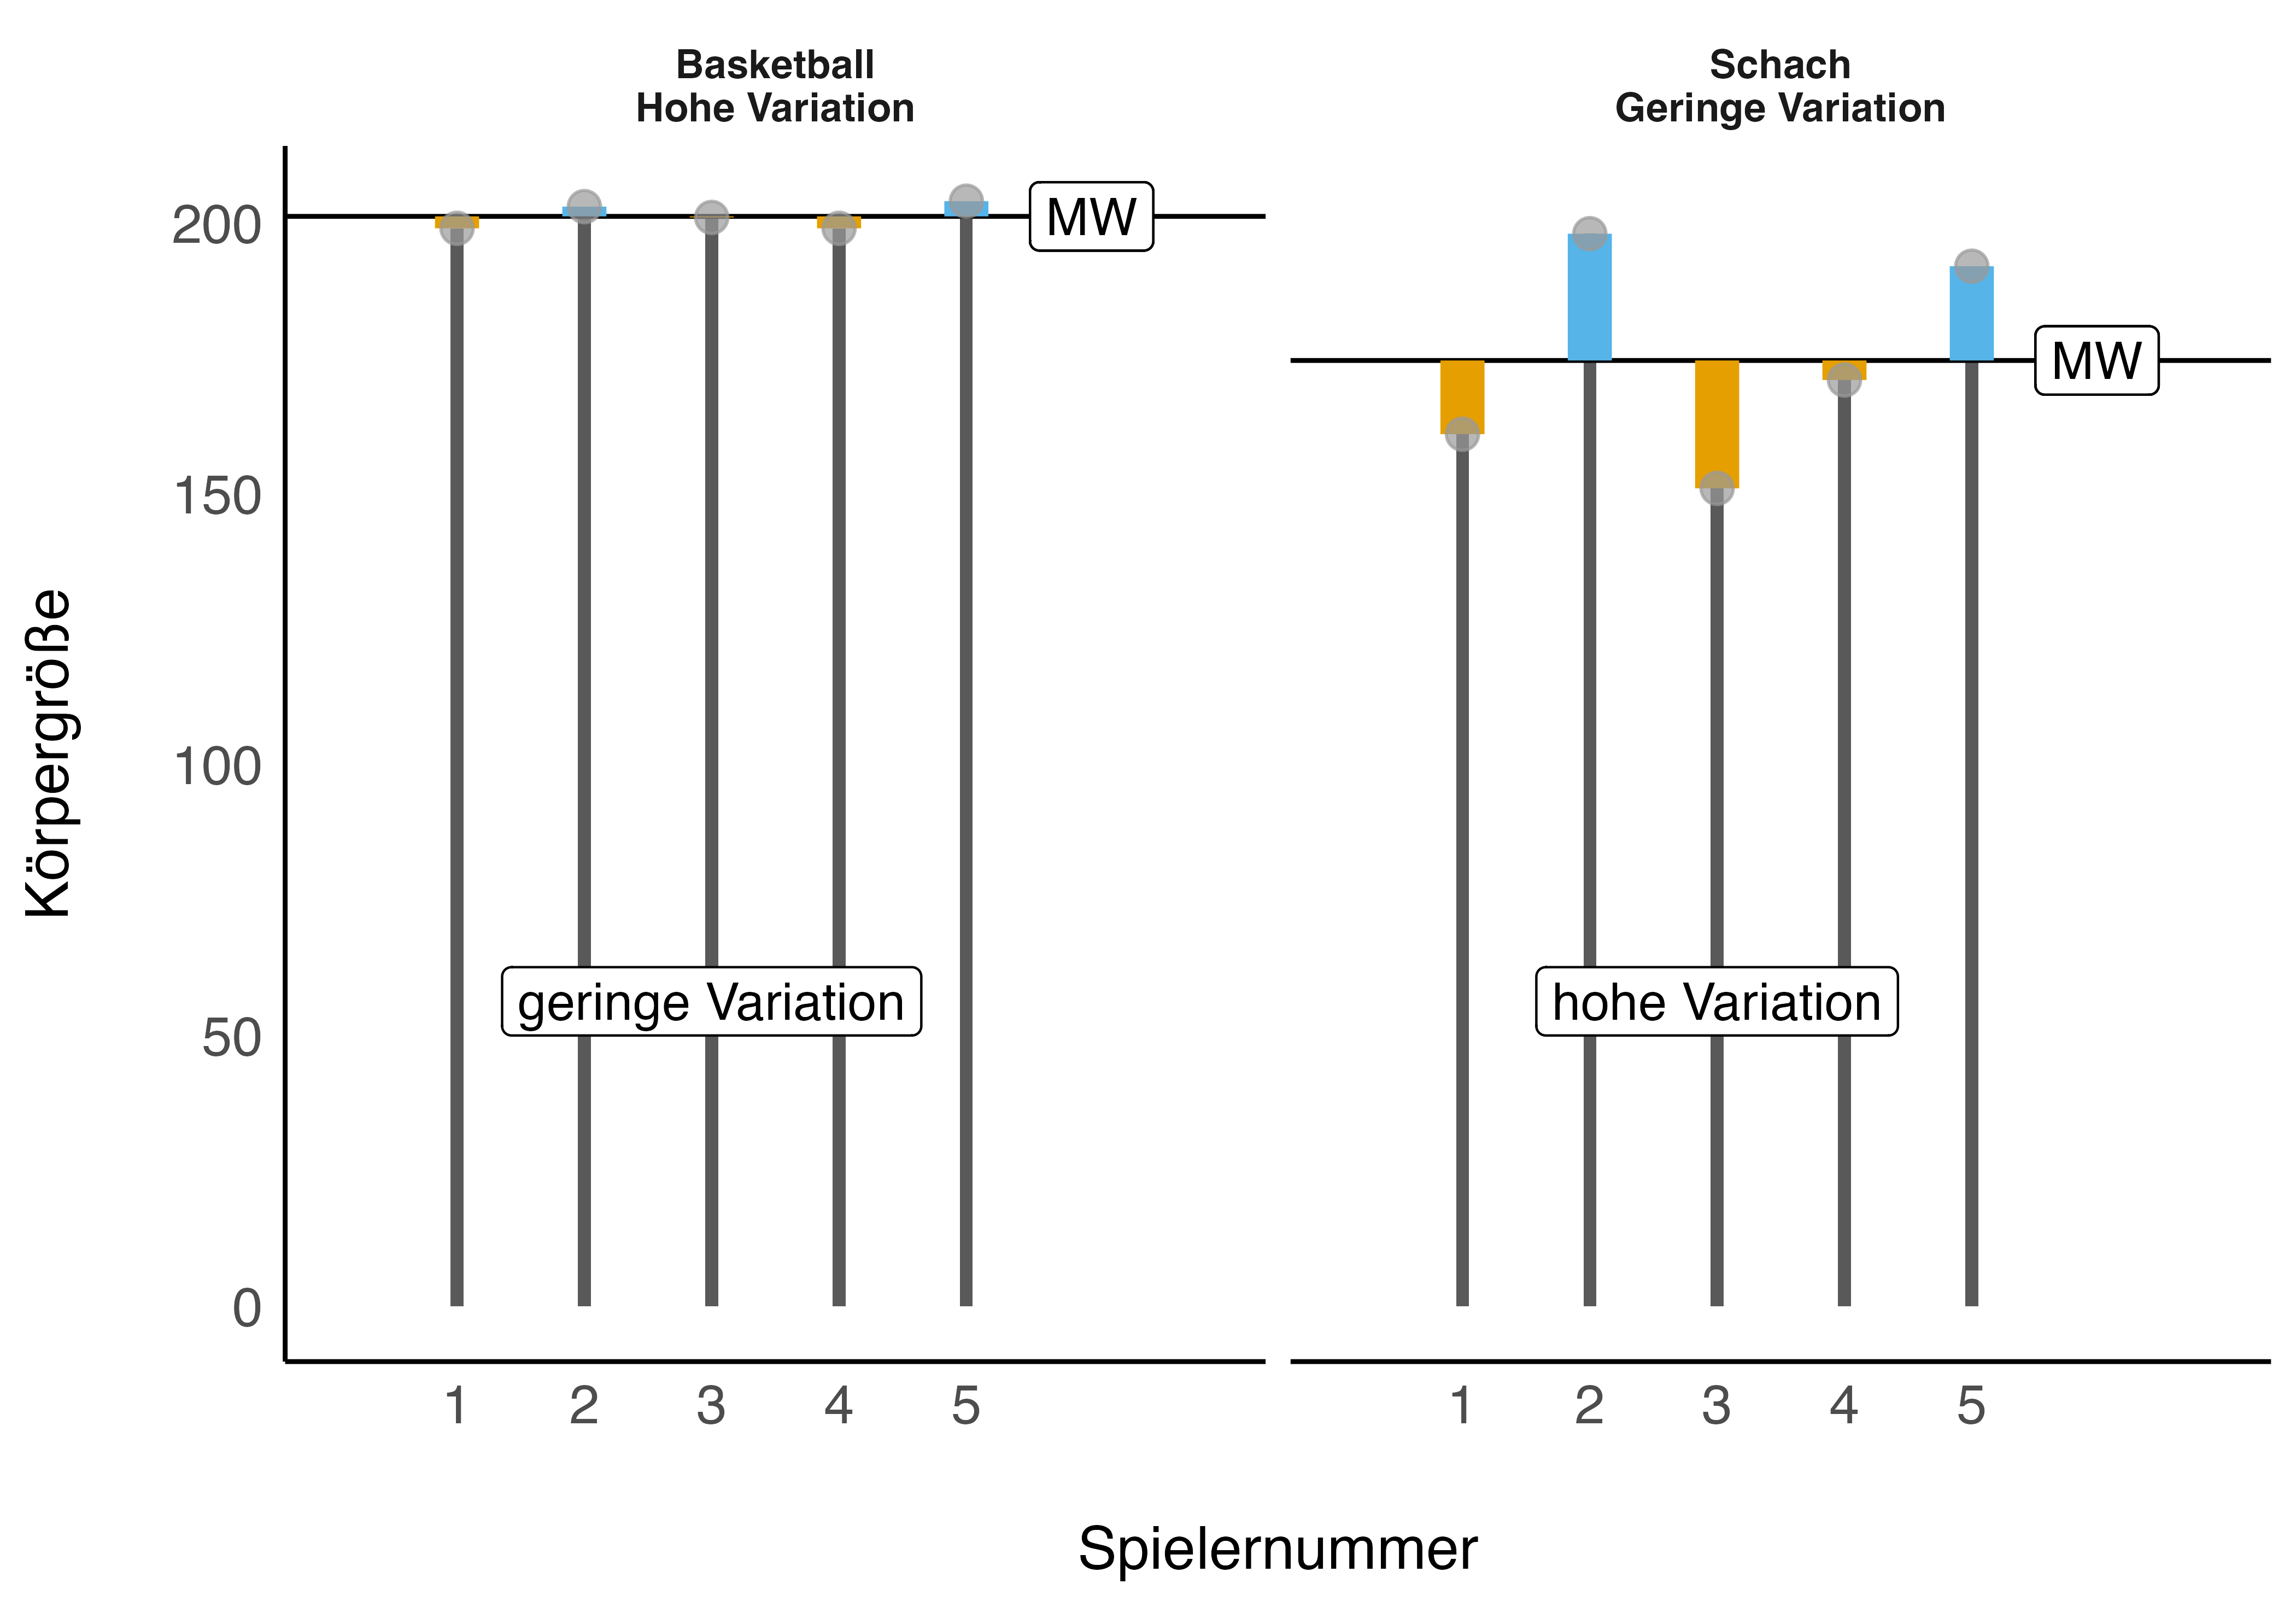 Basketball
Hohe Variation
Schach
Geringe Variation
Körpergröße
200
150
100
50
0
MW
MW
geringe Variation
hohe Variation
1 2 3 4 5
1 2 3 4 5
Spielernummer